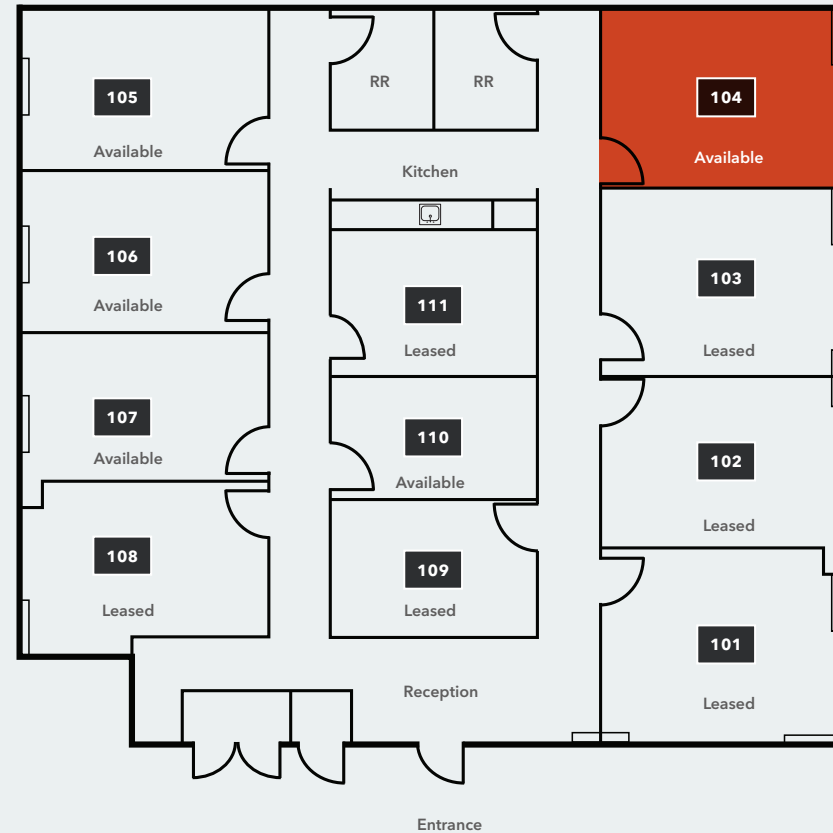 RR
RR
105
Available
104
Available
Kitchen
106
Available
103
Leased
111
Leased
107
Available
110
Available
102
Leased
108
Leased
109
Leased
101
Leased
Reception
Entrance